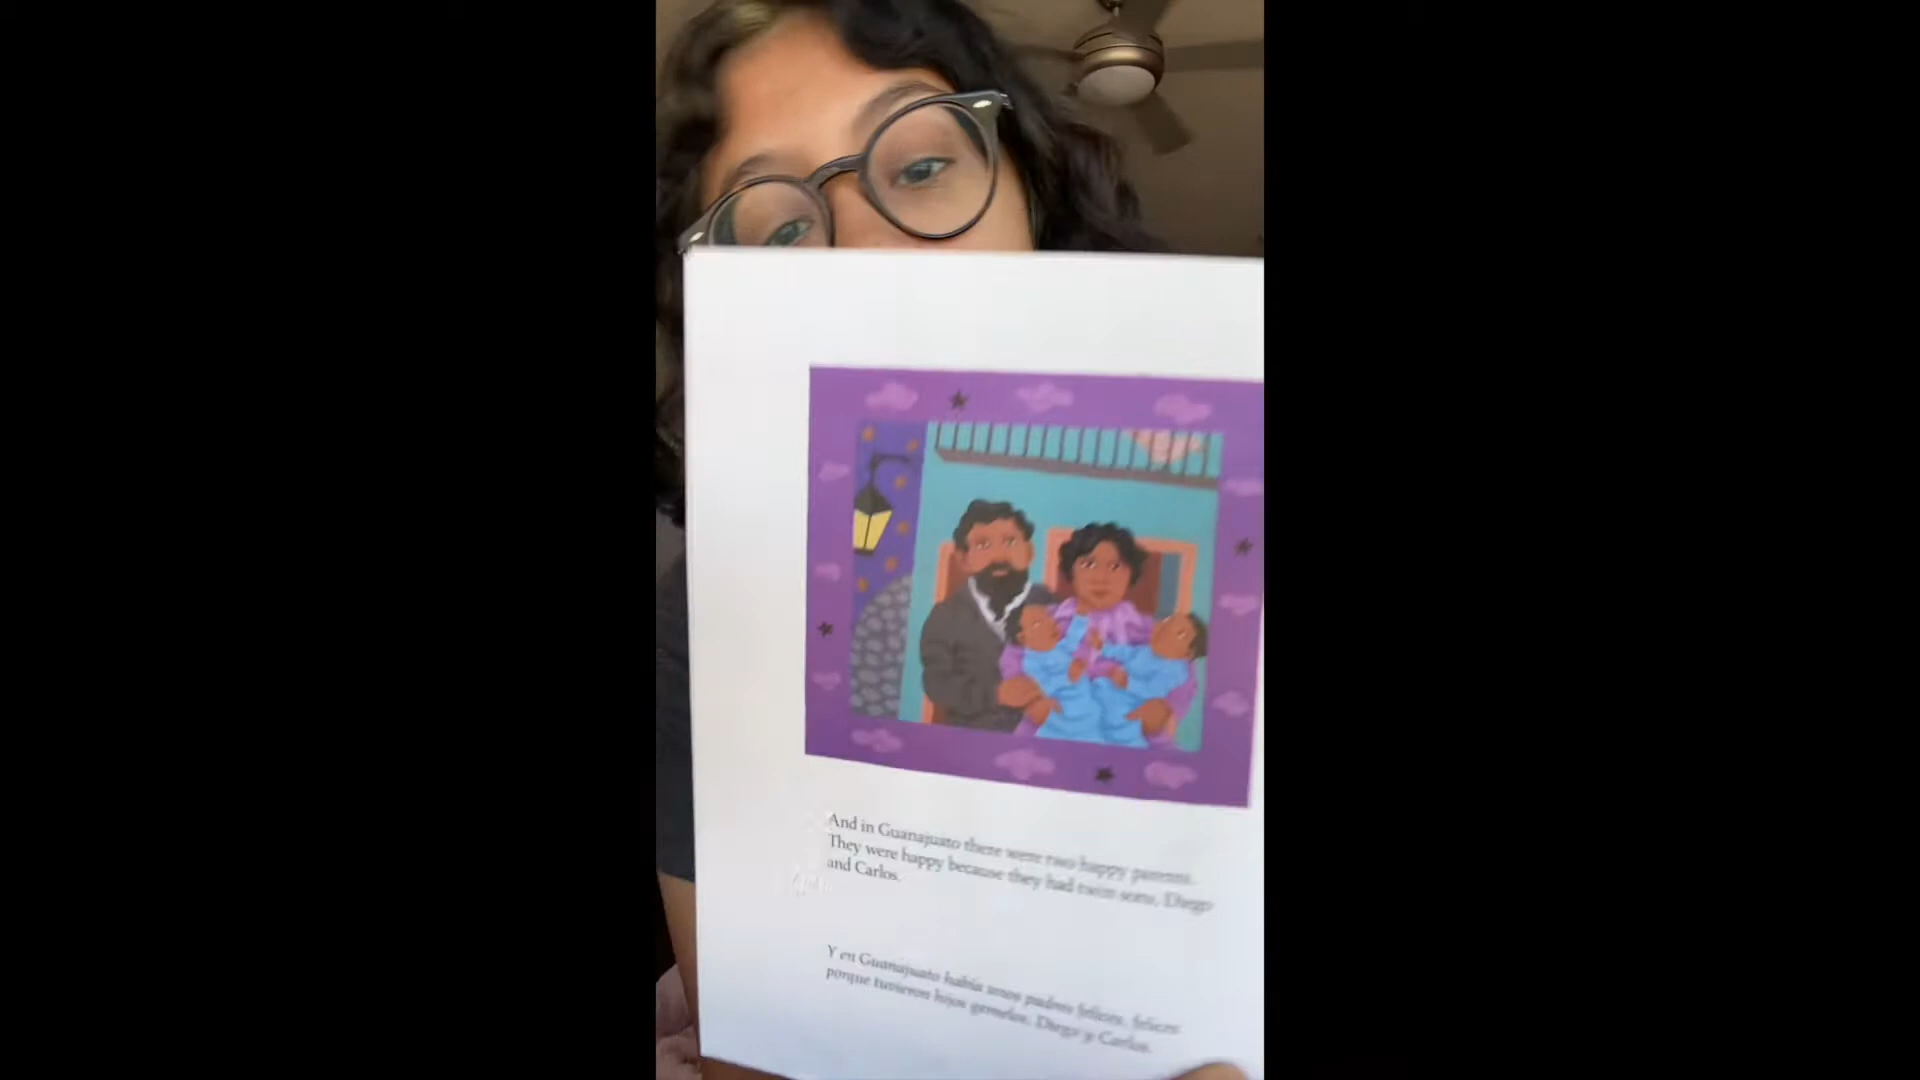 And in Guanajuato there were two happy parents.
They were happy because they had twin sons, Diego
and Carlos.
Y en Guanajuato había unos padres felices, felices
porque tuvieron hijos gemelos, Diego y Carlos.